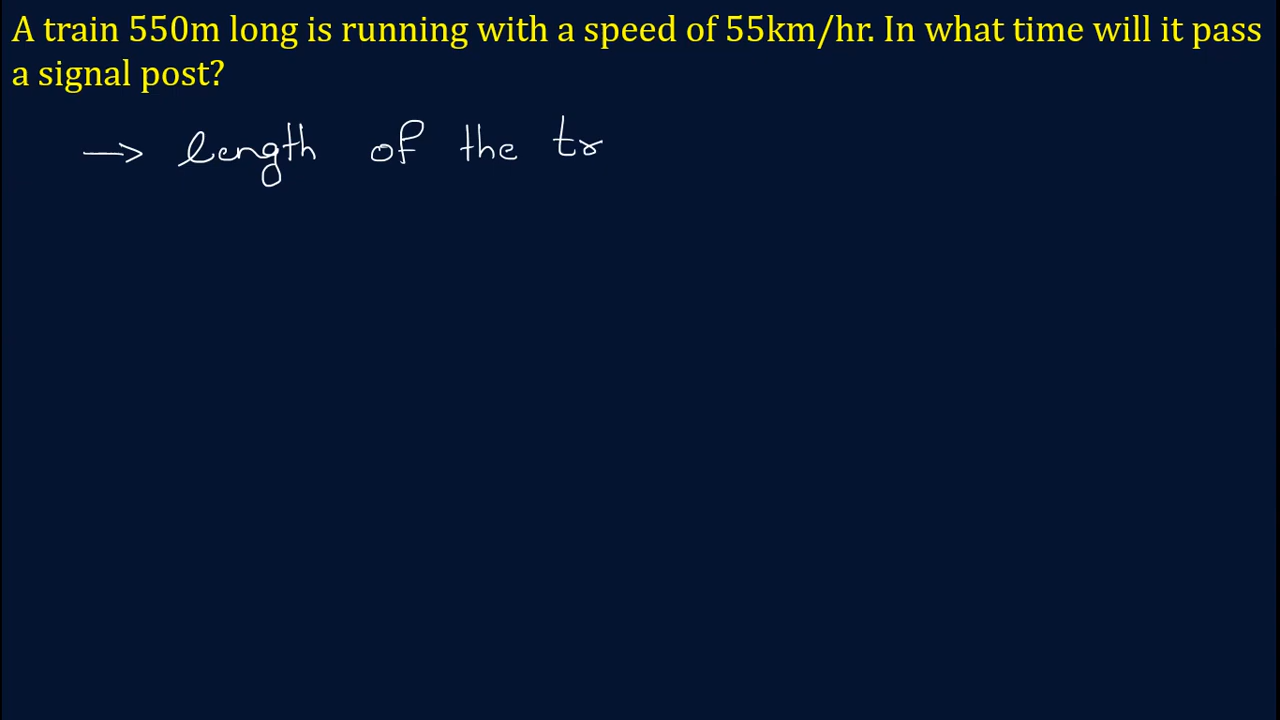 A train 550m long is running with a speed of 55km/hr. In what time will it pass
a signal post?
→ length of the tr